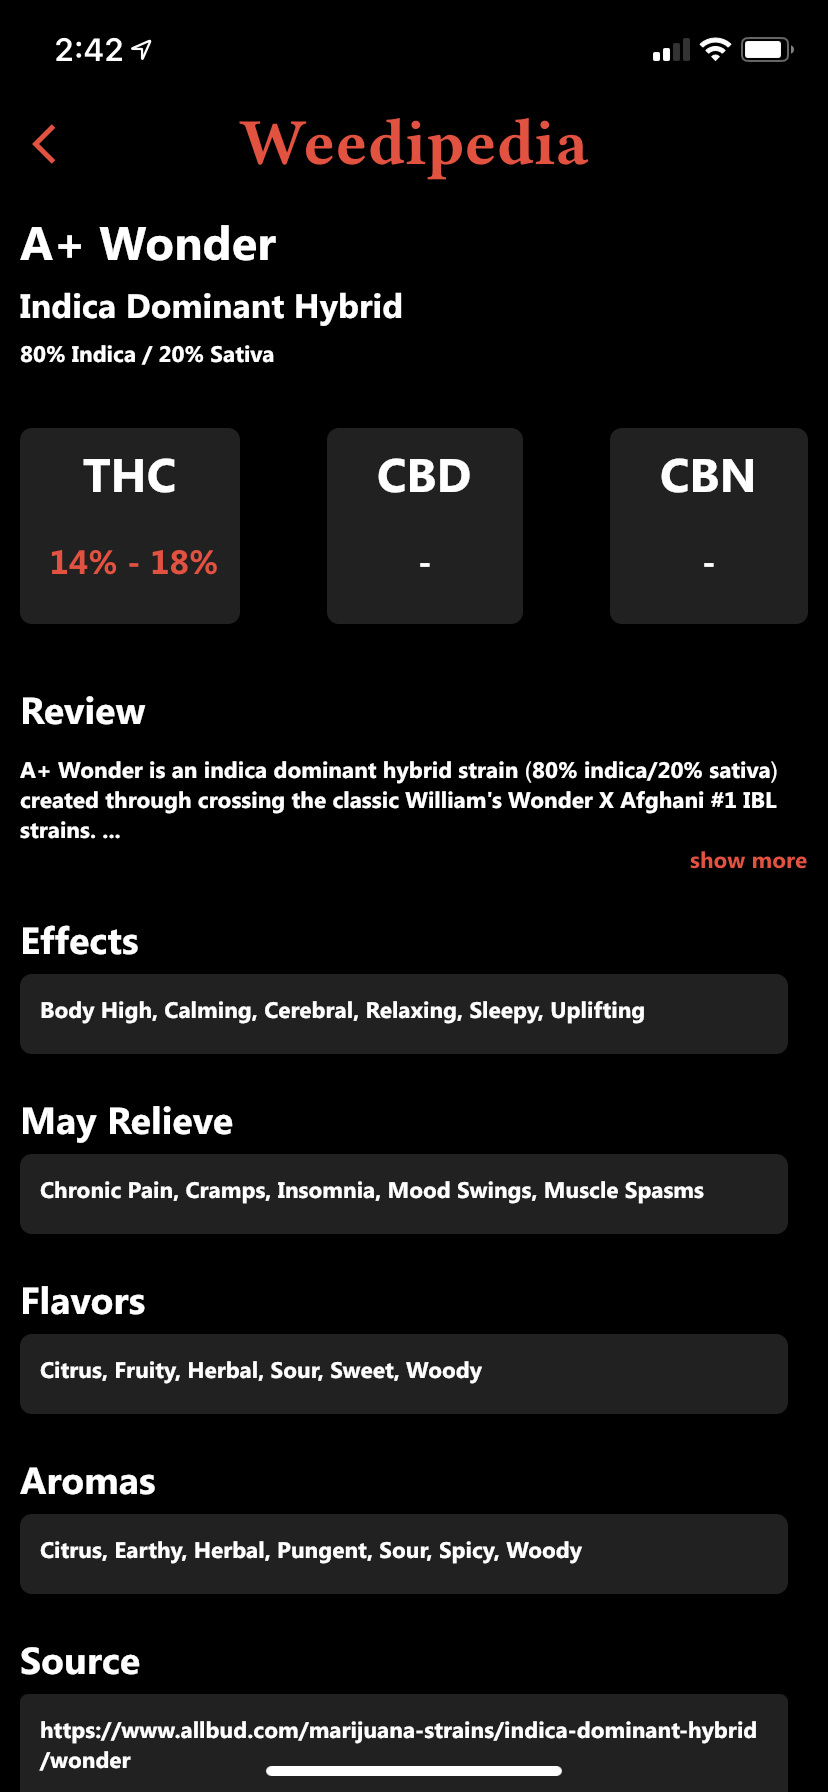 2:42
Weedipedia
A+ Wonder
Indica Dominant Hybrid
80% Indica / 20% Sativa
THC
CBD
CBN
14% - 18%
-
-
Review
A+ Wonder is an indica dominant hybrid strain (80% indica/20% sativa)
created through crossing the classic William's Wonder X Afghani #1 IBL
strains. ...
show more
Effects
Body High, Calming, Cerebral, Relaxing, Sleepy, Uplifting
May Relieve
Chronic Pain, Cramps, Insomnia, Mood Swings, Muscle Spasms
Flavors
Citrus, Fruity, Herbal, Sour, Sweet, Woody
Aromas
Citrus, Earthy, Herbal, Pungent, Sour, Spicy, Woody
Source
https://www.allbud.com/marijuana-strains/indica-dominant-hybrid
/wonder